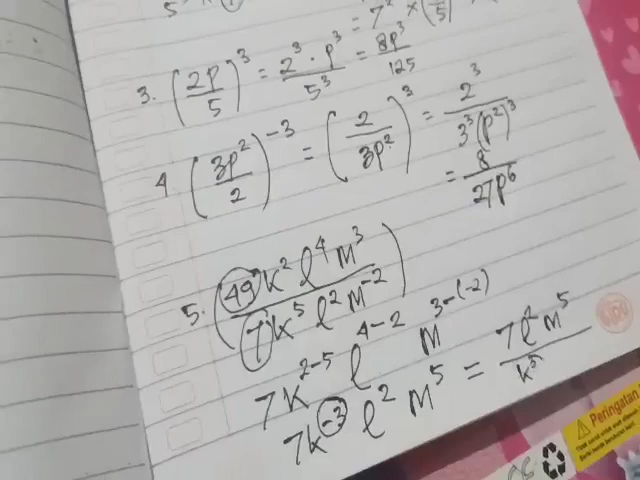 3. (2p/5)^3 = 2^3 · p^3/5^3 = 8p^3/125
4. (3p^2/2)^-3 = (2/3p^2)^3 = 2^3/3^3(p^2)^3
= 8/27p^6
5. (49k^2 l^4 m^3/7k^5 l^2 m^-2)
7k^2-5 l^4-2 m^3-(-2)
7k^-3 l^2 m^5 = 7l^2 m^5/k^5
Peringatan